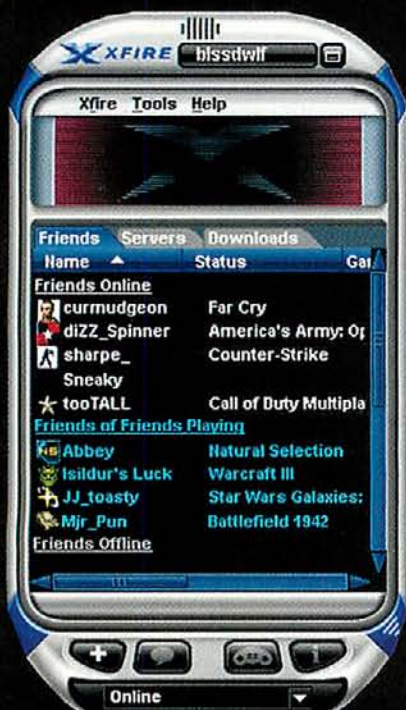 XFIRE blssdwlf
Xfire Tools Help
Friends Servers Downloads
Name Status
Friends Online
curmudgeon Far Cry
diZZ_Spinner America's Army:
sharpe_ Counter-Strike
Sneaky
tooTALL Call of Duty Multipla
Friends of Friends Playing
Abbey Natural Selection
Isildur's Luck Warcraft III
JJ_toasty Star Wars Galaxies:
Mjr_Pun Battlefield 1942
Friends Offline
Online